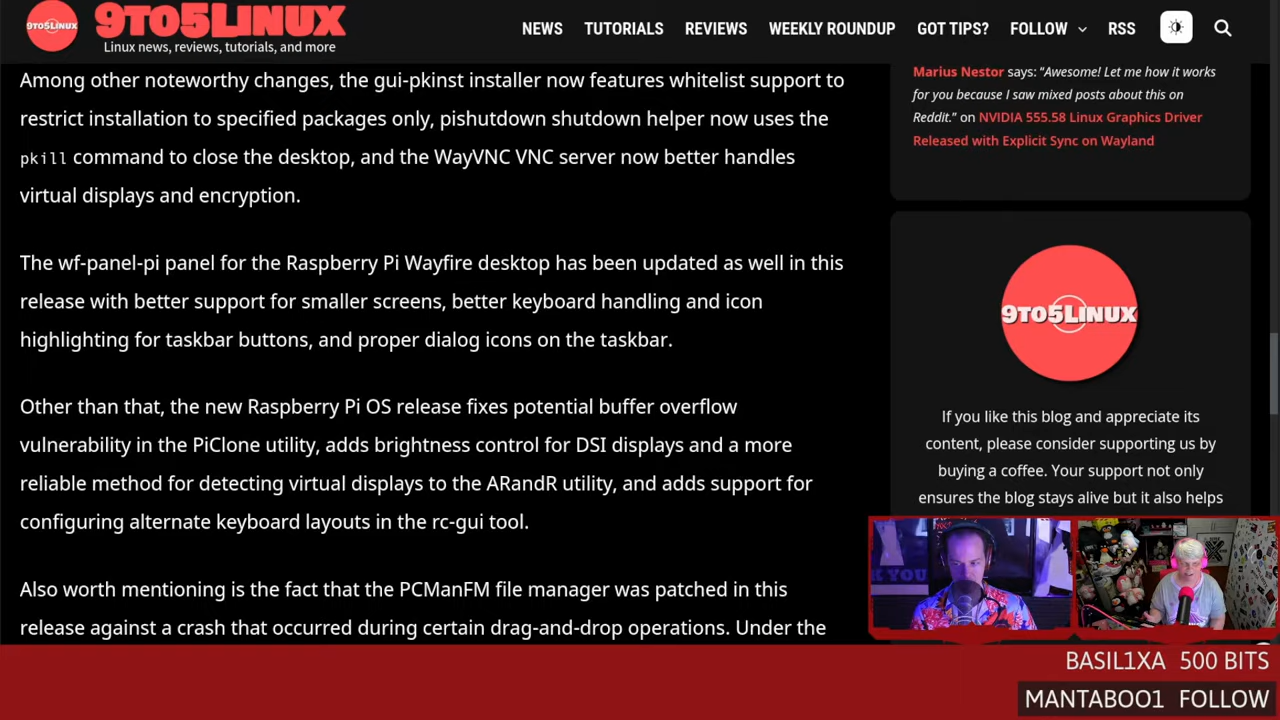 9TO5LINUX
9TO5LINUX
Linux news, reviews, tutorials, and more
NEWS TUTORIALS REVIEWS WEEKLY ROUNDUP GOT TIPS? FOLLOW RSS
Among other noteworthy changes, the gui-pkinst installer now features whitelist support to
restrict installation to specified packages only, pishutdown shutdown helper now uses the
pkill command to close the desktop, and the WayVNC VNC server now better handles
virtual displays and encryption.
The wf-panel-pi panel for the Raspberry Pi Wayfire desktop has been updated as well in this
release with better support for smaller screens, better keyboard handling and icon
highlighting for taskbar buttons, and proper dialog icons on the taskbar.
Other than that, the new Raspberry Pi OS release fixes potential buffer overflow
vulnerability in the PiClone utility, adds brightness control for DSI displays and a more
reliable method for detecting virtual displays to the ARandR utility, and adds support for
configuring alternate keyboard layouts in the rc-gui tool.
Also worth mentioning is the fact that the PCManFM file manager was patched in this
release against a crash that occurred during certain drag-and-drop operations. Under the
Marius Nestor says: “Awesome! Let me how it works
for you because I saw mixed posts about this on
Reddit.” on NVIDIA 555.58 Linux Graphics Driver
Released with Explicit Sync on Wayland
9TO5LINUX
If you like this blog and appreciate its
content, please consider supporting us by
buying a coffee. Your support not only
ensures the blog stays alive but it also helps
YOU
BASIL1XA 500 BITS
MANTABOO1 FOLLOW